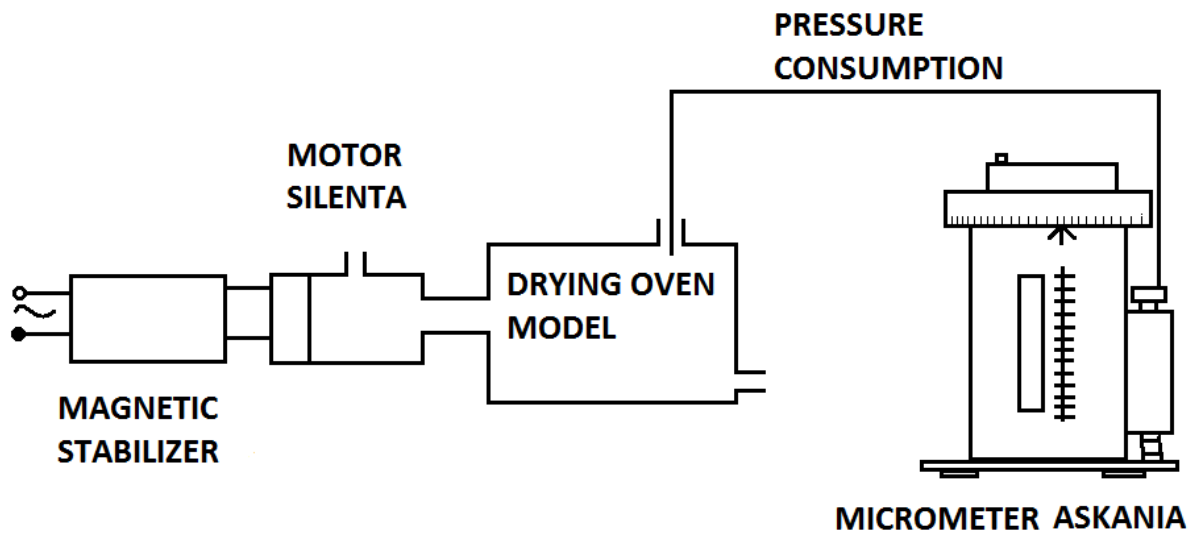 PRESSURE
CONSUMPTION
MOTOR
SILENTA
DRYING OVEN
MODEL
MAGNETIC
STABILIZER
MICROMETER ASKANIA